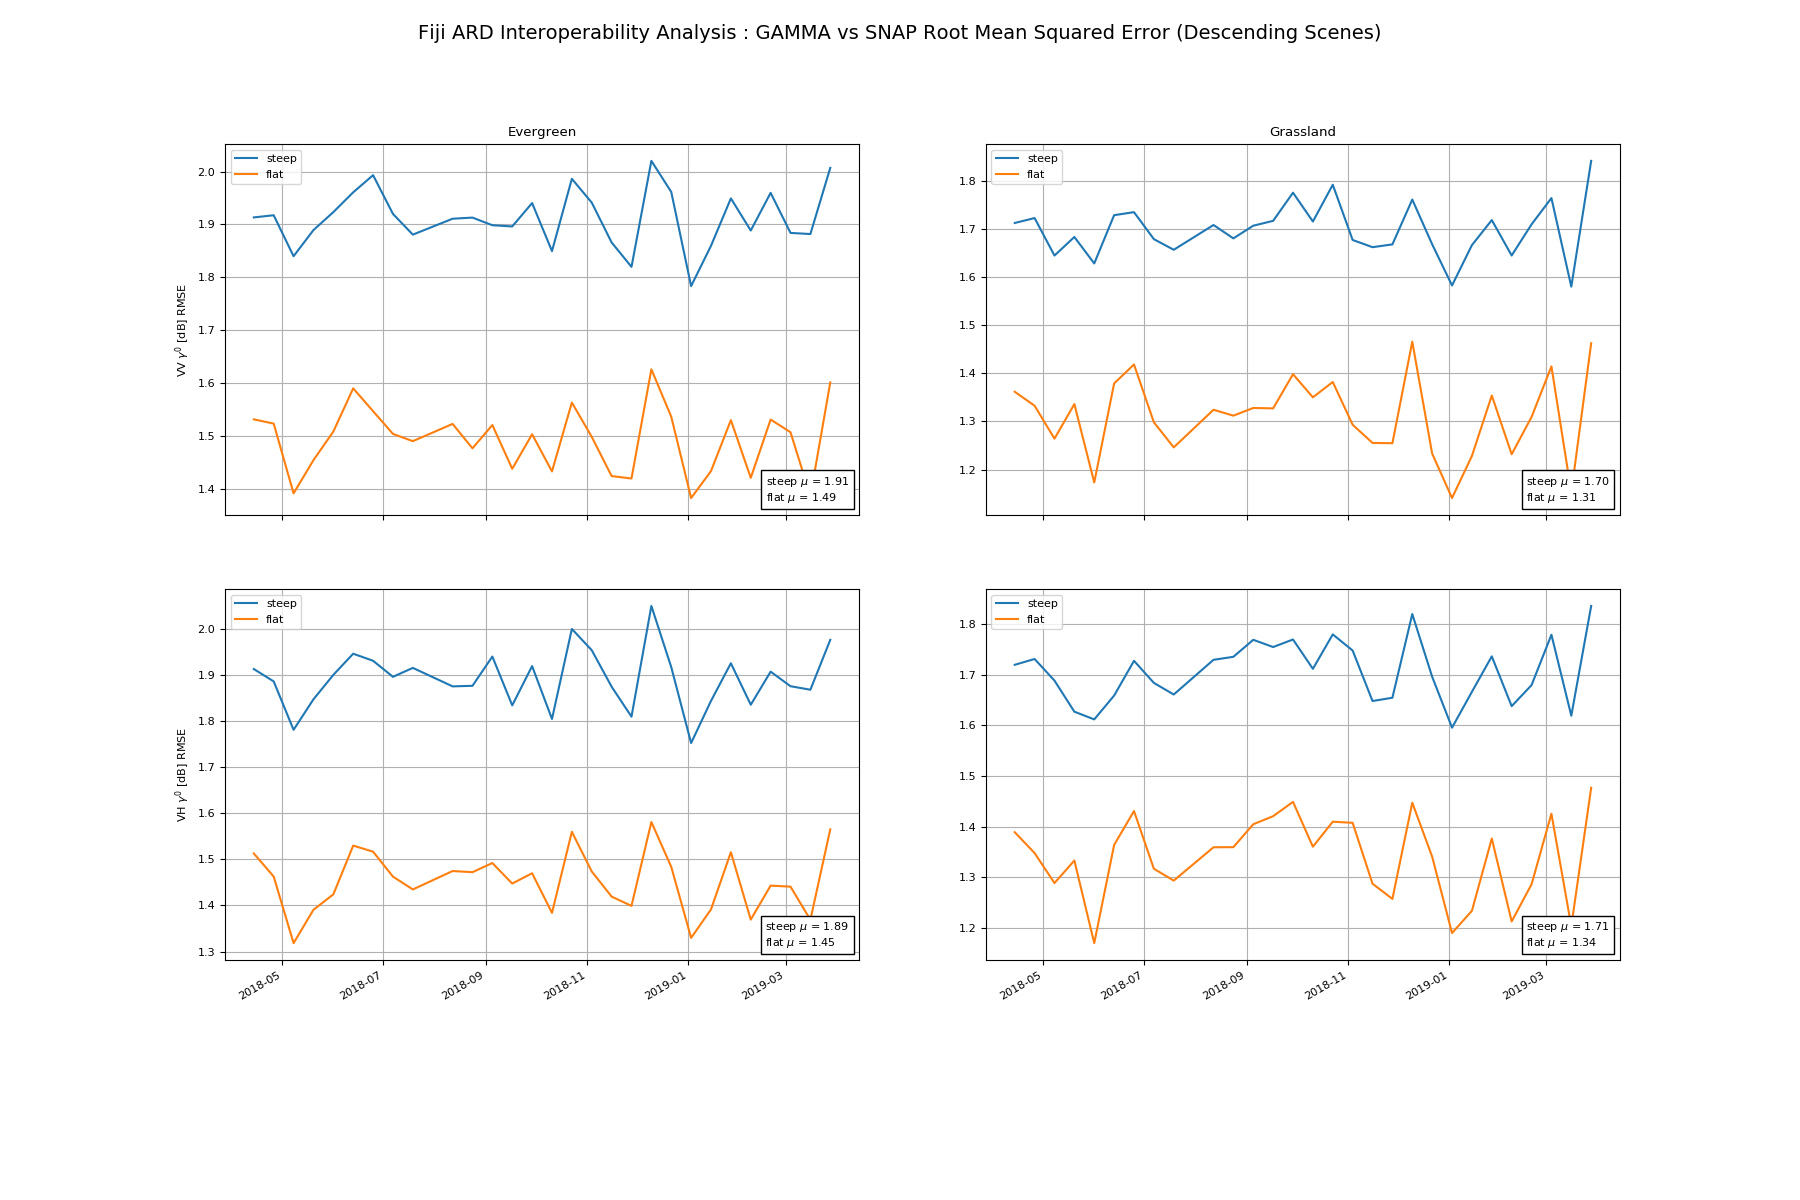 Fiji ARD Interoperability Analysis : GAMMA vs SNAP Root Mean Squared Error (Descending Scenes)
Evergreen
steep
flat
2.0
1.9
1.8
1.7
1.6
1.5
1.4
VV γ⁰ [dB] RMSE
steep μ = 1.91
flat μ = 1.49
Grassland
steep
flat
1.8
1.7
1.6
1.5
1.4
1.3
1.2
steep μ = 1.70
flat μ = 1.31
steep
flat
2.0
1.9
1.8
1.7
1.6
1.5
1.4
1.3
VH γ⁰ [dB] RMSE
steep μ = 1.89
flat μ = 1.45
2018-05
2018-07
2018-09
2018-11
2019-01
2019-03
steep
flat
1.8
1.7
1.6
1.5
1.4
1.3
1.2
steep μ = 1.71
flat μ = 1.34
2018-05
2018-07
2018-09
2018-11
2019-01
2019-03